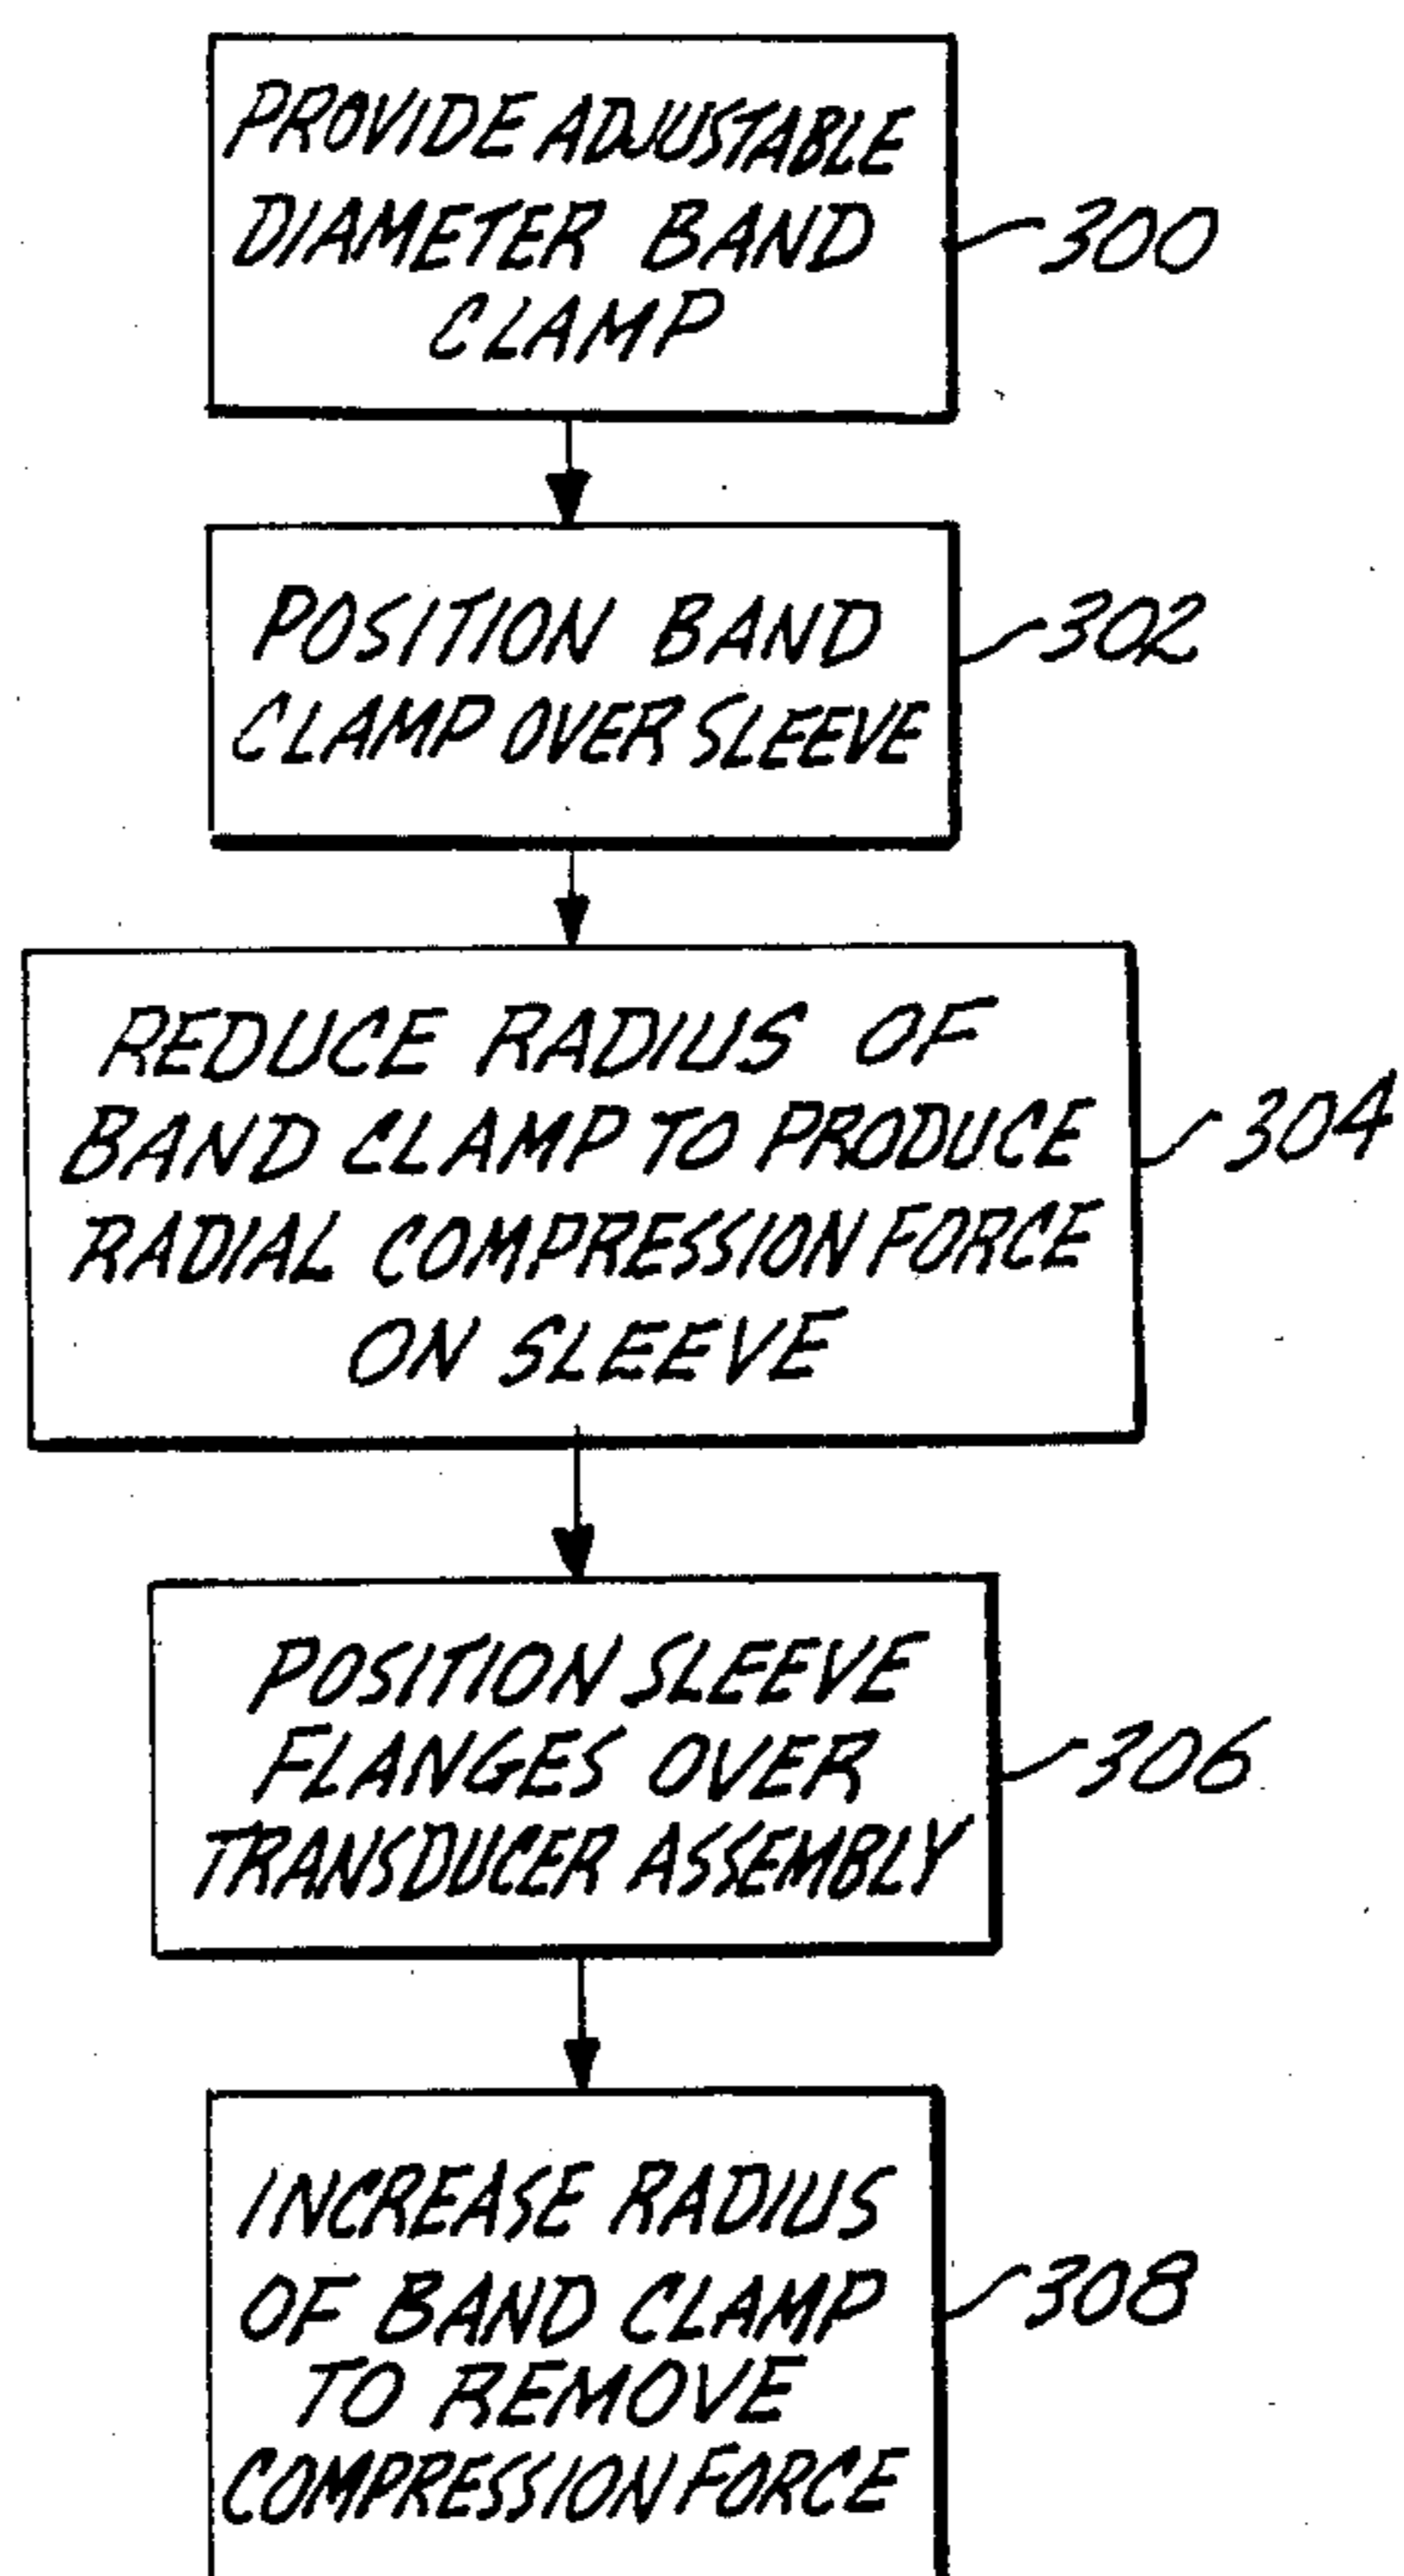 PROVIDE ADJUSTABLE
DIAMETER BAND
CLAMP
300
POSITION BAND
CLAMP OVER SLEEVE
302
REDUCE RADIUS OF
BAND CLAMP TO PRODUCE
RADIAL COMPRESSION FORCE
ON SLEEVE
304
POSITION SLEEVE
FLANGES OVER
TRANSDUCER ASSEMBLY
306
INCREASE RADIUS
OF BAND CLAMP
TO REMOVE
COMPRESSION FORCE
308